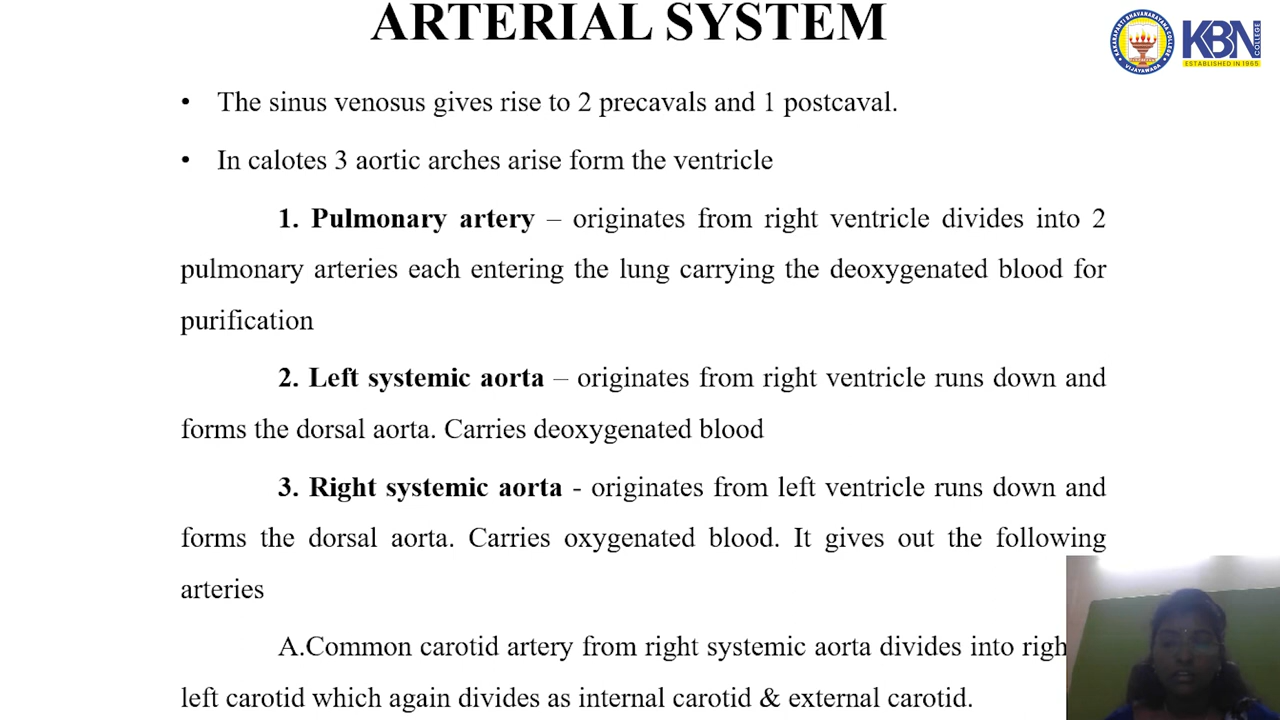 ARTERIAL SYSTEM
KAKARAPARTI BHAVANARAYANA COLLEGE
VIJAYAWADA
KBN
COLLEGE
ESTABLISHED IN 1965
• The sinus venosus gives rise to 2 precavals and 1 postcaval.
• In calotes 3 aortic arches arise form the ventricle
1. Pulmonary artery – originates from right ventricle divides into 2
pulmonary arteries each entering the lung carrying the deoxygenated blood for
purification
2. Left systemic aorta – originates from right ventricle runs down and
forms the dorsal aorta. Carries deoxygenated blood
3. Right systemic aorta - originates from left ventricle runs down and
forms the dorsal aorta. Carries oxygenated blood. It gives out the following
arteries
A.Common carotid artery from right systemic aorta divides into righ
left carotid which again divides as internal carotid & external carotid.